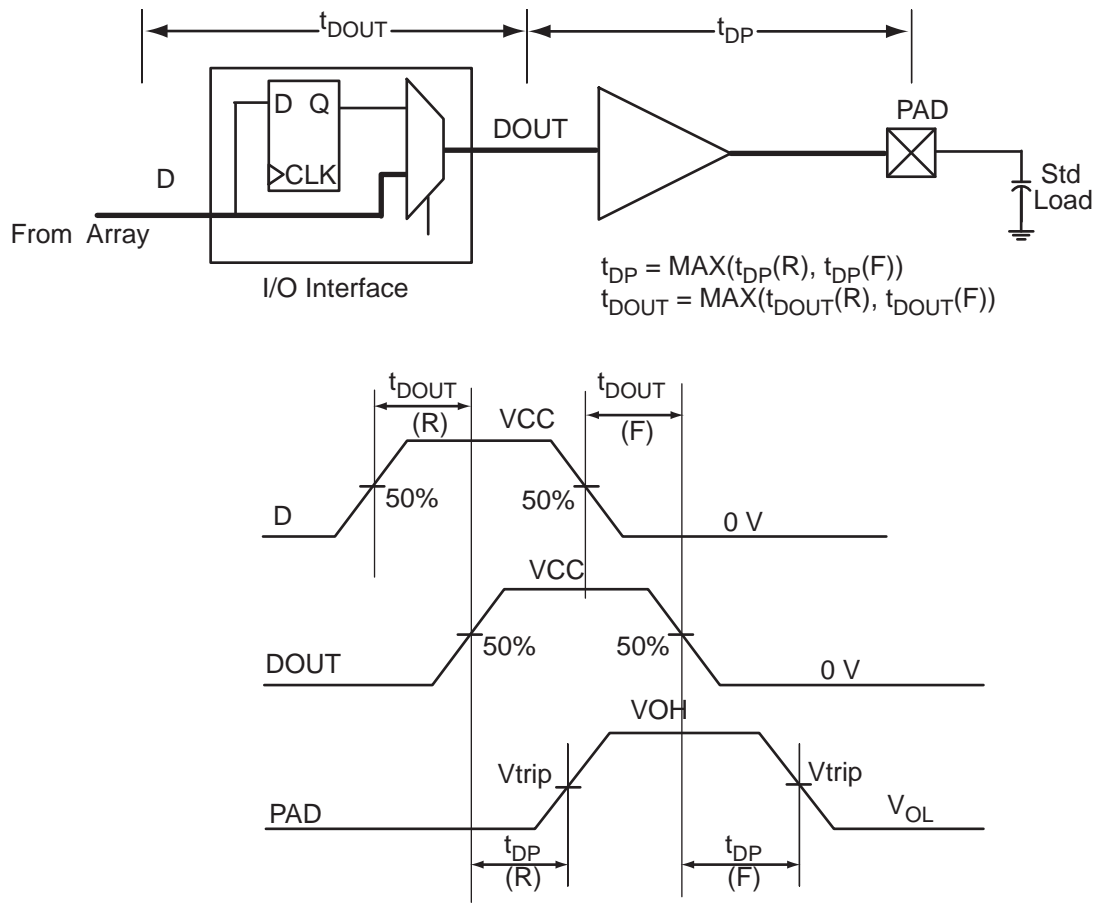 tDOUT
tDP
D Q
CLK
D
From Array
I/O Interface
DOUT
PAD
Std
Load
tDP = MAX(tDP(R), tDP(F))
tDOUT = MAX(tDOUT(R), tDOUT(F))
tDOUT
(R)
VCC
tDOUT
(F)
50%
50%
D
0 V
VCC
50%
50%
DOUT
0 V
VOH
Vtrip
Vtrip
PAD
VOL
tDP
(R)
tDP
(F)